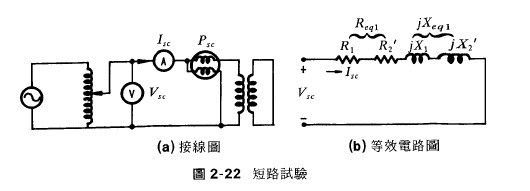 I_sc P_sc
A
V V_sc
(a) 接線圖
R_eq1 jX_eq1
R_1 R_2' jX_1 jX_2'
+ I_sc
V_sc
−
(b) 等效電路圖
圖 2-22 短路試驗